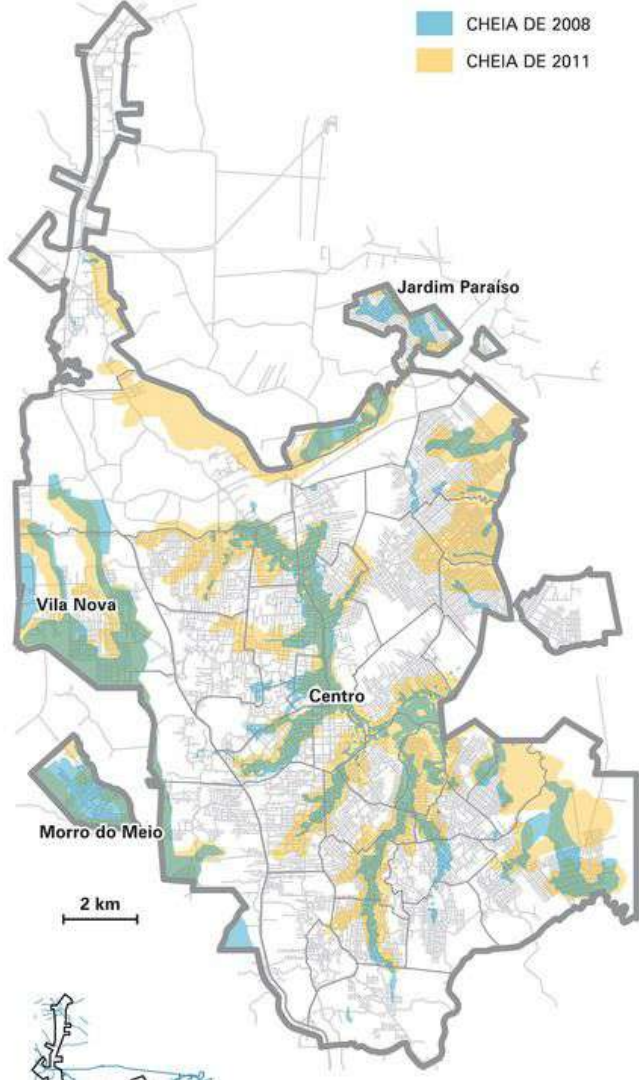 CHEIA DE 2008
CHEIA DE 2011
Jardim Paraíso
Vila Nova
Centro
Morro do Meio
2 km